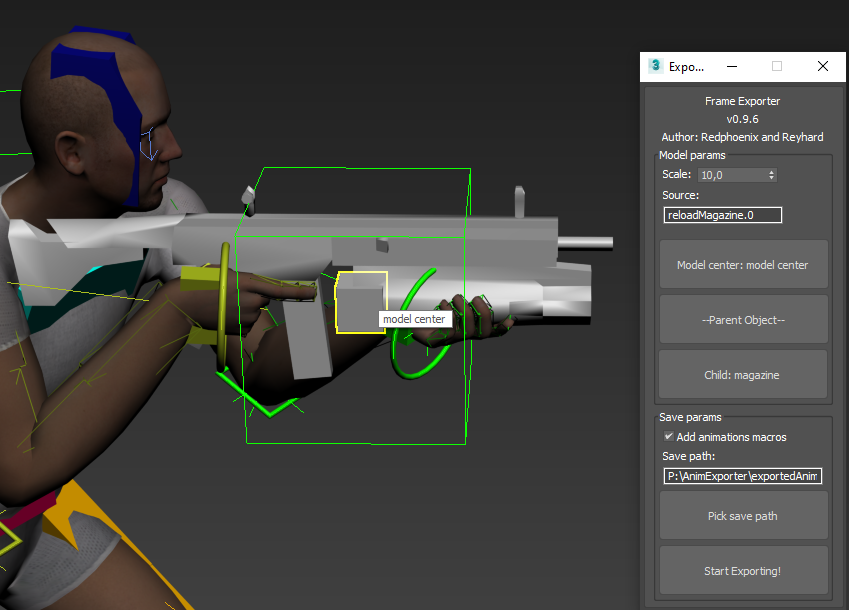 Expo...
Frame Exporter
v0.9.6
Author: Redphoenix and Reyhard
Model params
Scale: 10,0
Source:
reloadMagazine.0
Model center: model center
--Parent Object--
Child: magazine
Save params
Add animations macros
Save path:
P:\AnimExporter\exportedAnim
Pick save path
Start Exporting!
model center